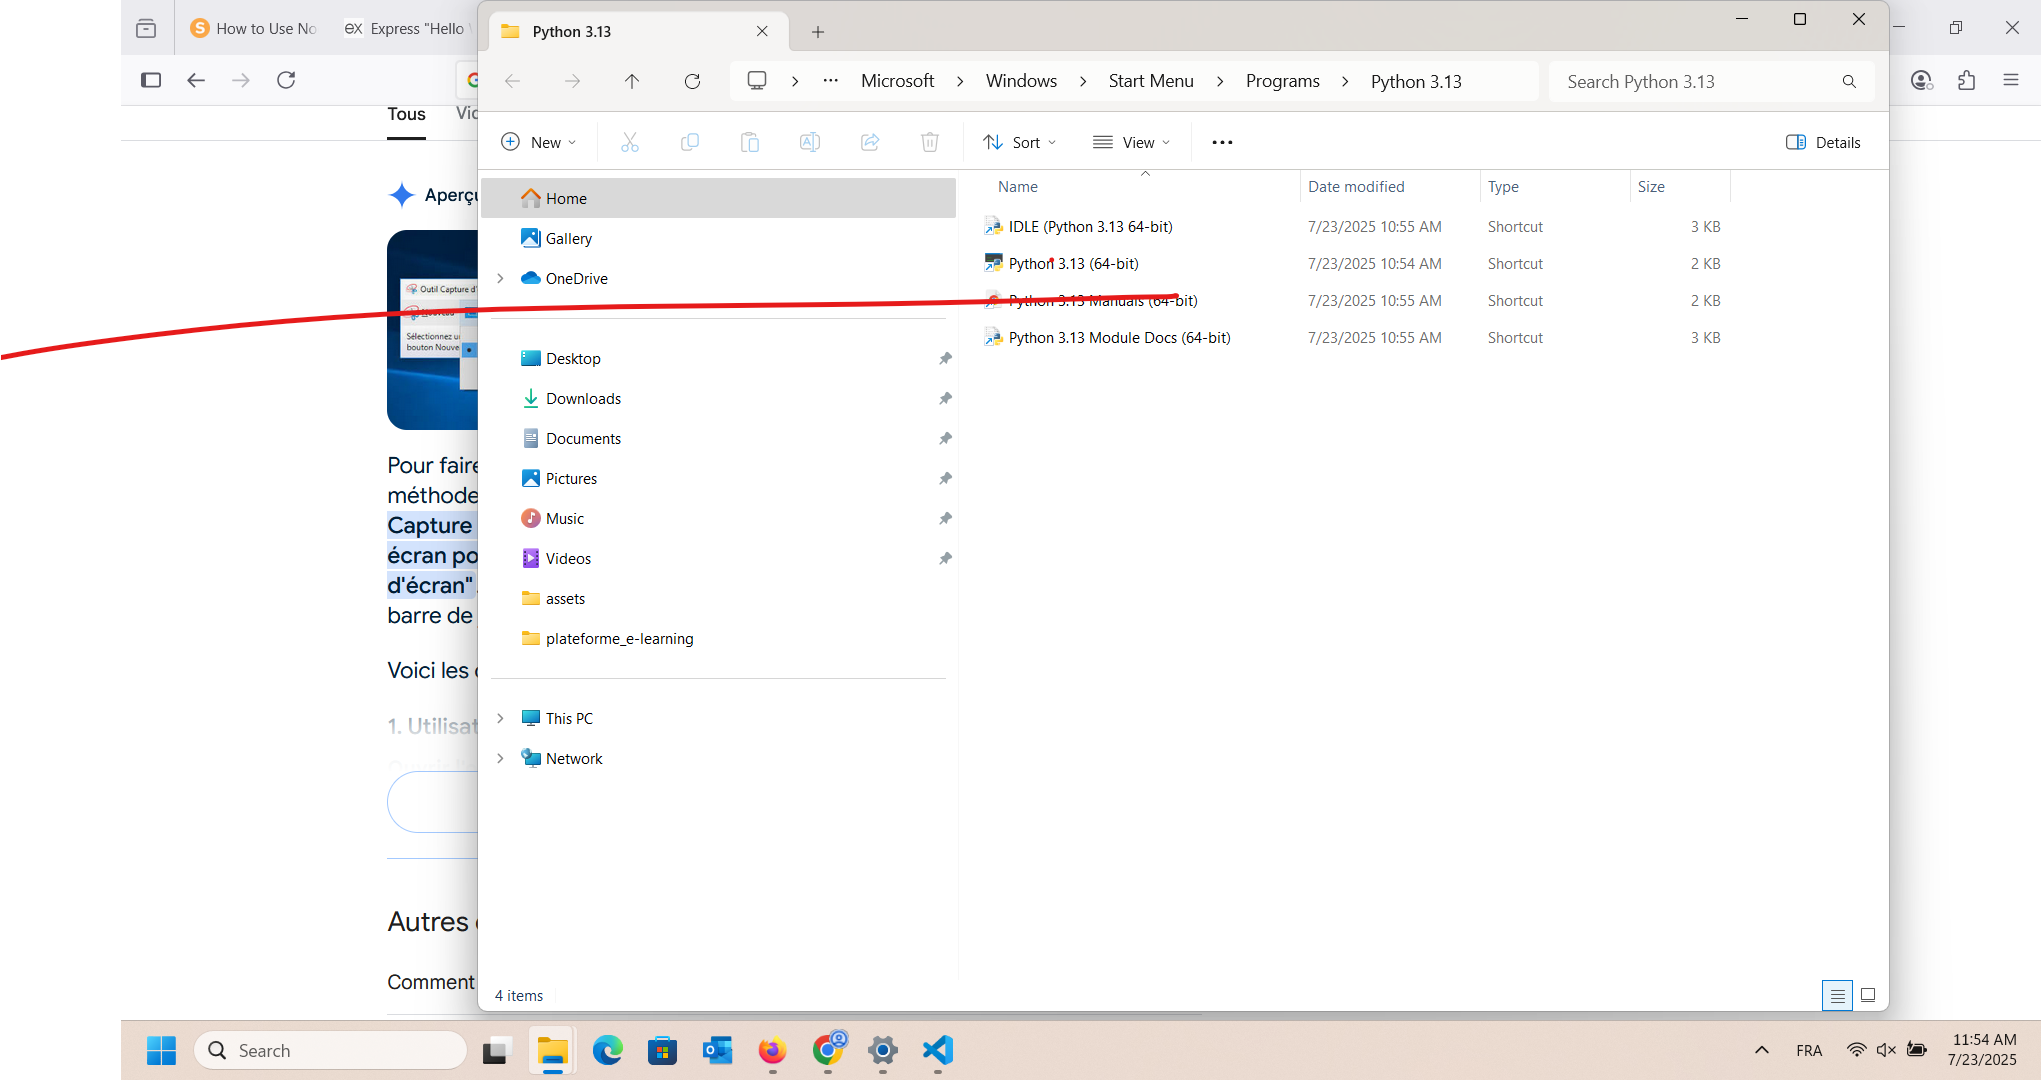 How to Use No
EX Express "Hello
Python 3.13
Microsoft Windows Start Menu Programs Python 3.13
Search Python 3.13
Tous
New Sort View Details
Aperçu
Outil Capture d'
Nouveau
Sélectionnez u
bouton Nouve
Pour faire
méthode
Capture
écran po
d'écran"
barre de
Voici les
1. Utilisat
Autres
Comment
Home
Gallery
OneDrive
Desktop
Downloads
Documents
Pictures
Music
Videos
assets
plateforme_e-learning
This PC
Network
Name Date modified Type Size
IDLE (Python 3.13 64-bit) 7/23/2025 10:55 AM Shortcut 3 KB
Python 3.13 (64-bit) 7/23/2025 10:54 AM Shortcut 2 KB
Python 3.13 Manuals (64-bit) 7/23/2025 10:55 AM Shortcut 2 KB
Python 3.13 Module Docs (64-bit) 7/23/2025 10:55 AM Shortcut 3 KB
4 items
Search
FRA
11:54 AM
7/23/2025